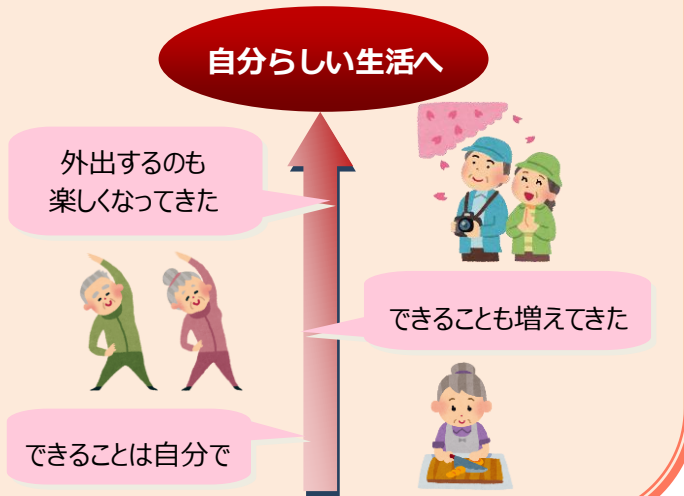 自分らしい生活へ
外出するのも
楽しくなってきた
できることも増えてきた
できることは自分で